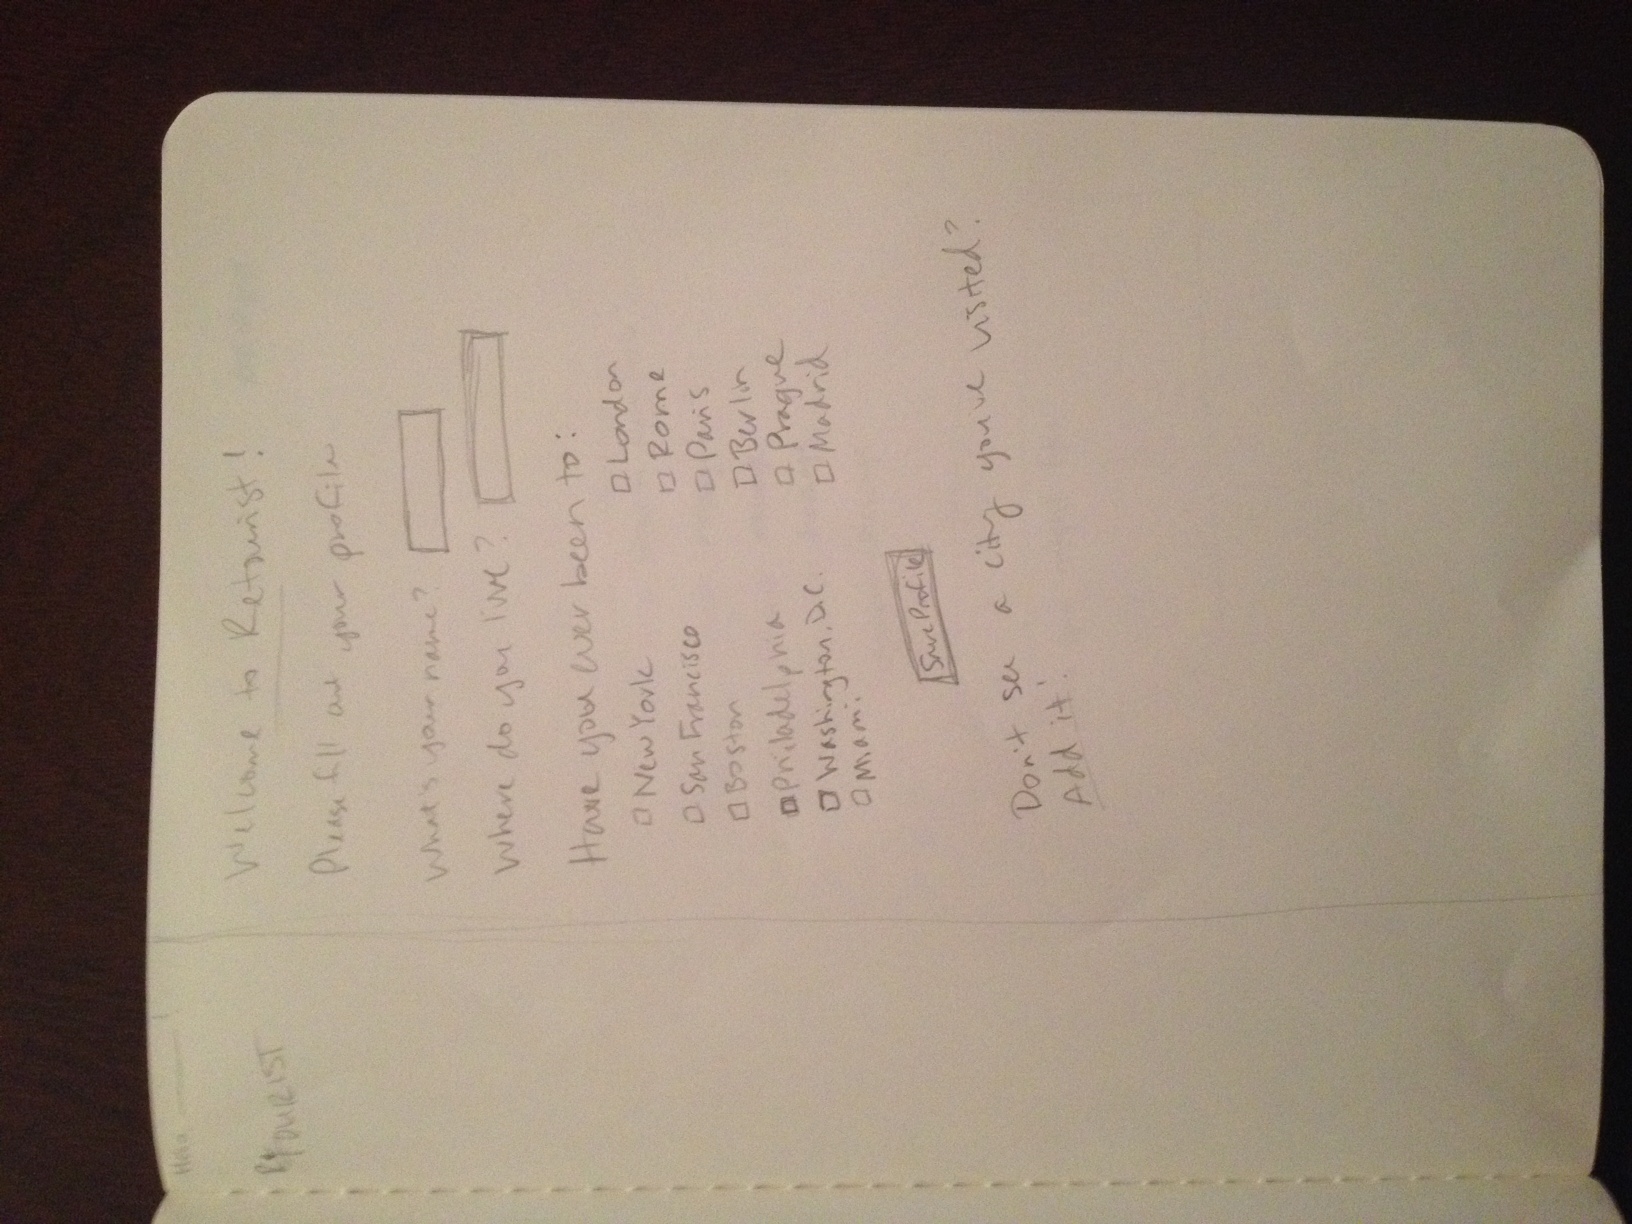 Hello
ReTOURIST
Welcome to Retourist!
Please fill out your profile
What's your name?
Where do you live?
Have you ever been to:
New York
San Francisco
Boston
Philadelphia
Washington, D.C.
Miami
London
Rome
Paris
Berlin
Prague
Madrid
Save Profile
Don't see a city you've visited?
Add it!